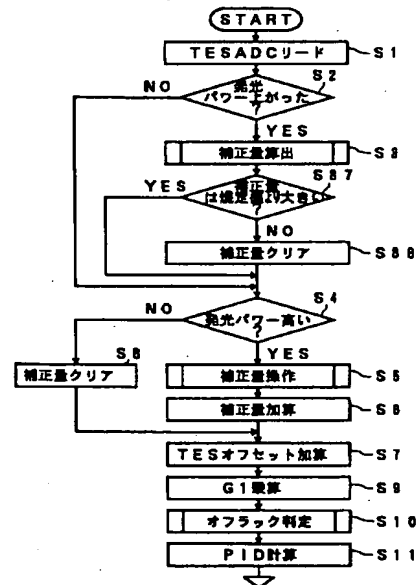 START
TESADCリード
S1
発光
パワー上がった
?
S2
NO
YES
補正量算出
S3
補正量
は規定値より大きい
?
S37
YES
NO
補正量クリア
S38
発光パワー高い
?
S4
NO
YES
S8
補正量クリア
補正量操作
S5
補正量加算
S6
TESオフセット加算
S7
G1乗算
S9
オフラック判定
S10
PID計算
S11